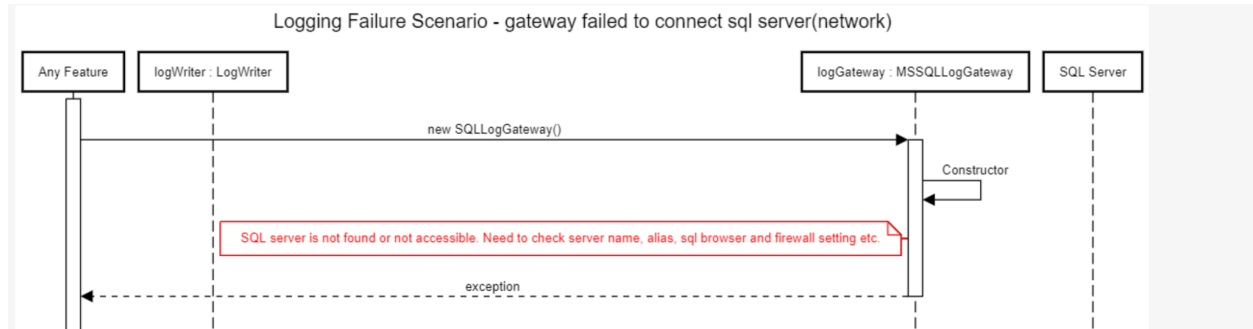 Logging Failure Scenario - gateway failed to connect sql server(network)
Any Feature
logWriter : LogWriter
logGateway : MSSQLLogGateway
SQL Server
new SQLLogGateway()
Constructor
SQL server is not found or not accessible. Need to check server name, alias, sql browser and firewall setting etc.
exception